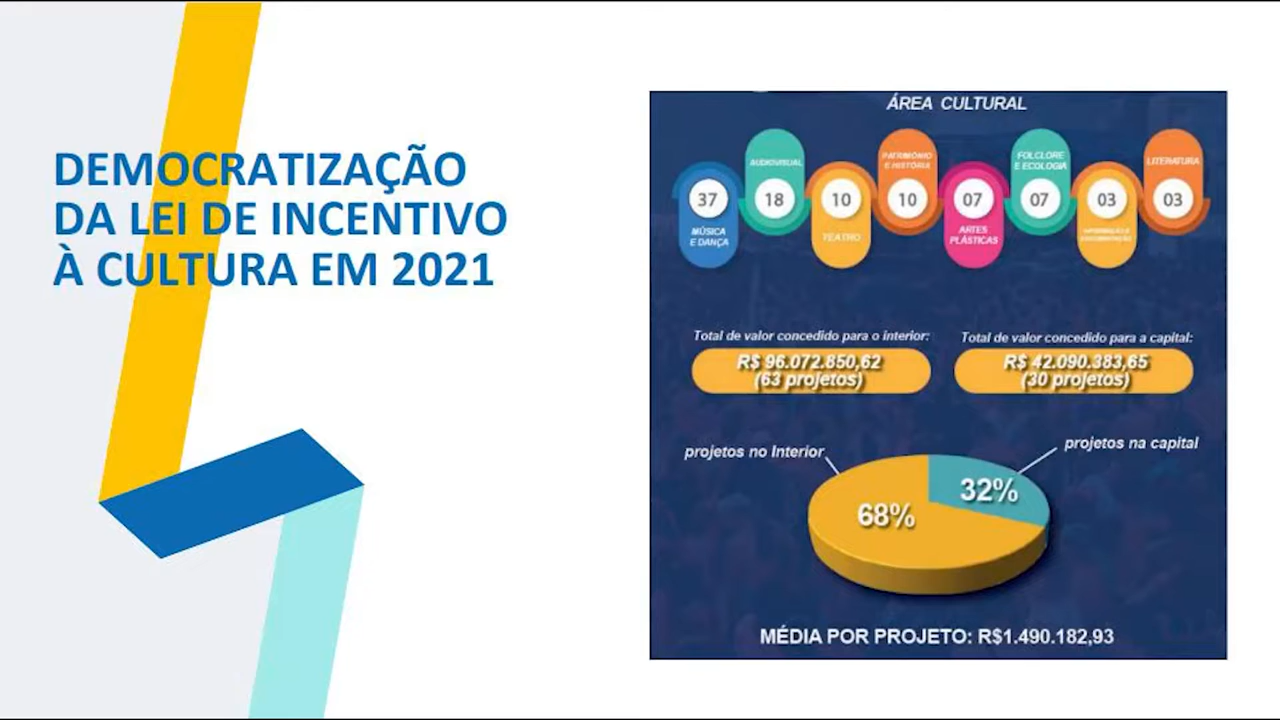 DEMOCRATIZAÇÃO
DA LEI DE INCENTIVO
À CULTURA EM 2021
ÁREA CULTURAL
37
MÚSICA
E DANÇA
AUDIOVISUAL
18
10
TEATRO
PATRIMÔNIO
E HISTÓRIA
10
07
ARTES
PLÁSTICAS
FOLCLORE
E ECOLOGIA
07
03
LITERATURA
03
Total de valor concedido para o interior:
R$ 96.072.850,62
(63 projetos)
Total de valor concedido para a capital:
R$ 42.090.383,65
(30 projetos)
projetos no Interior
projetos na capital
68%
32%
MÉDIA POR PROJETO: R$1.490.182,93